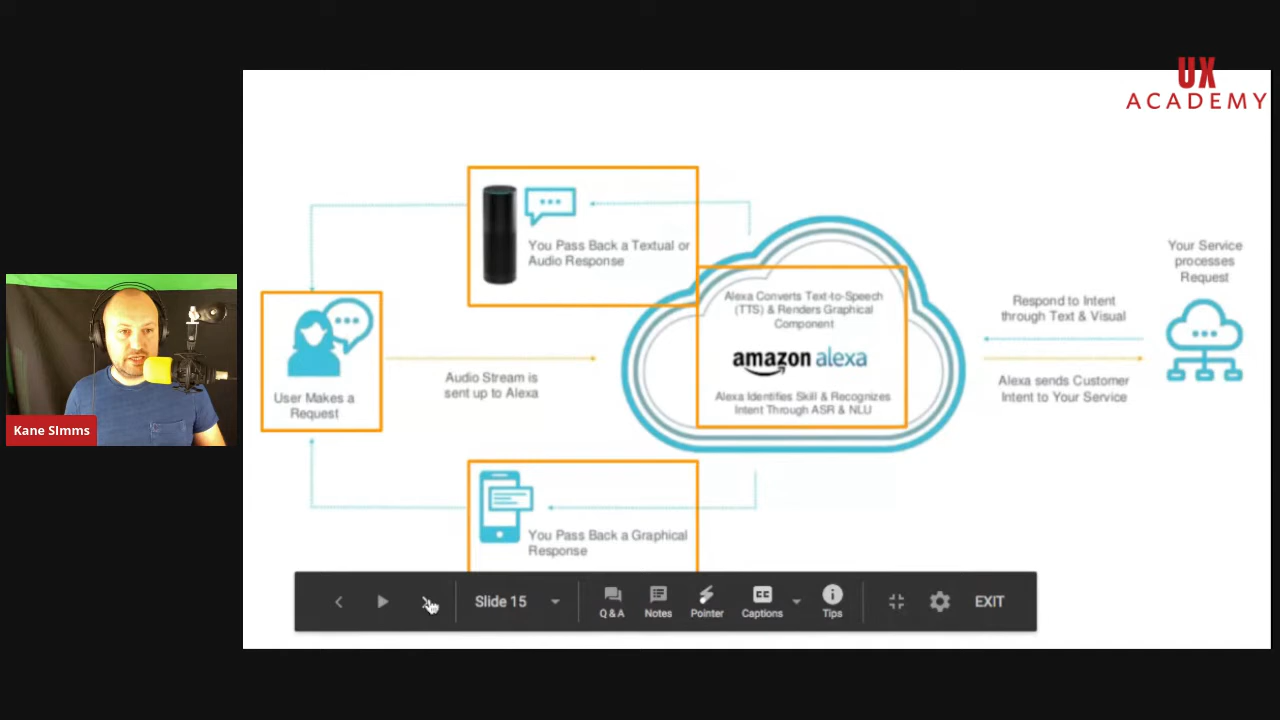 UX
ACADEMY
You Pass Back a Textual or
Audio Response
Your Service
processes
Request
Alexa Converts Text-to-Speech
(TTS) & Renders Graphical
Component
Respond to Intent
through Text & Visual
amazon alexa
Audio Stream is
sent up to Alexa
Alexa sends Customer
Intent to Your Service
User Makes a
Request
Alexa Identifies Skill & Recognizes
Intent Through ASR & NLU
Kane SImms
You Pass Back a Graphical
Response
Slide 15
Q & A
Notes
Pointer
CC
Captions
Tips
EXIT